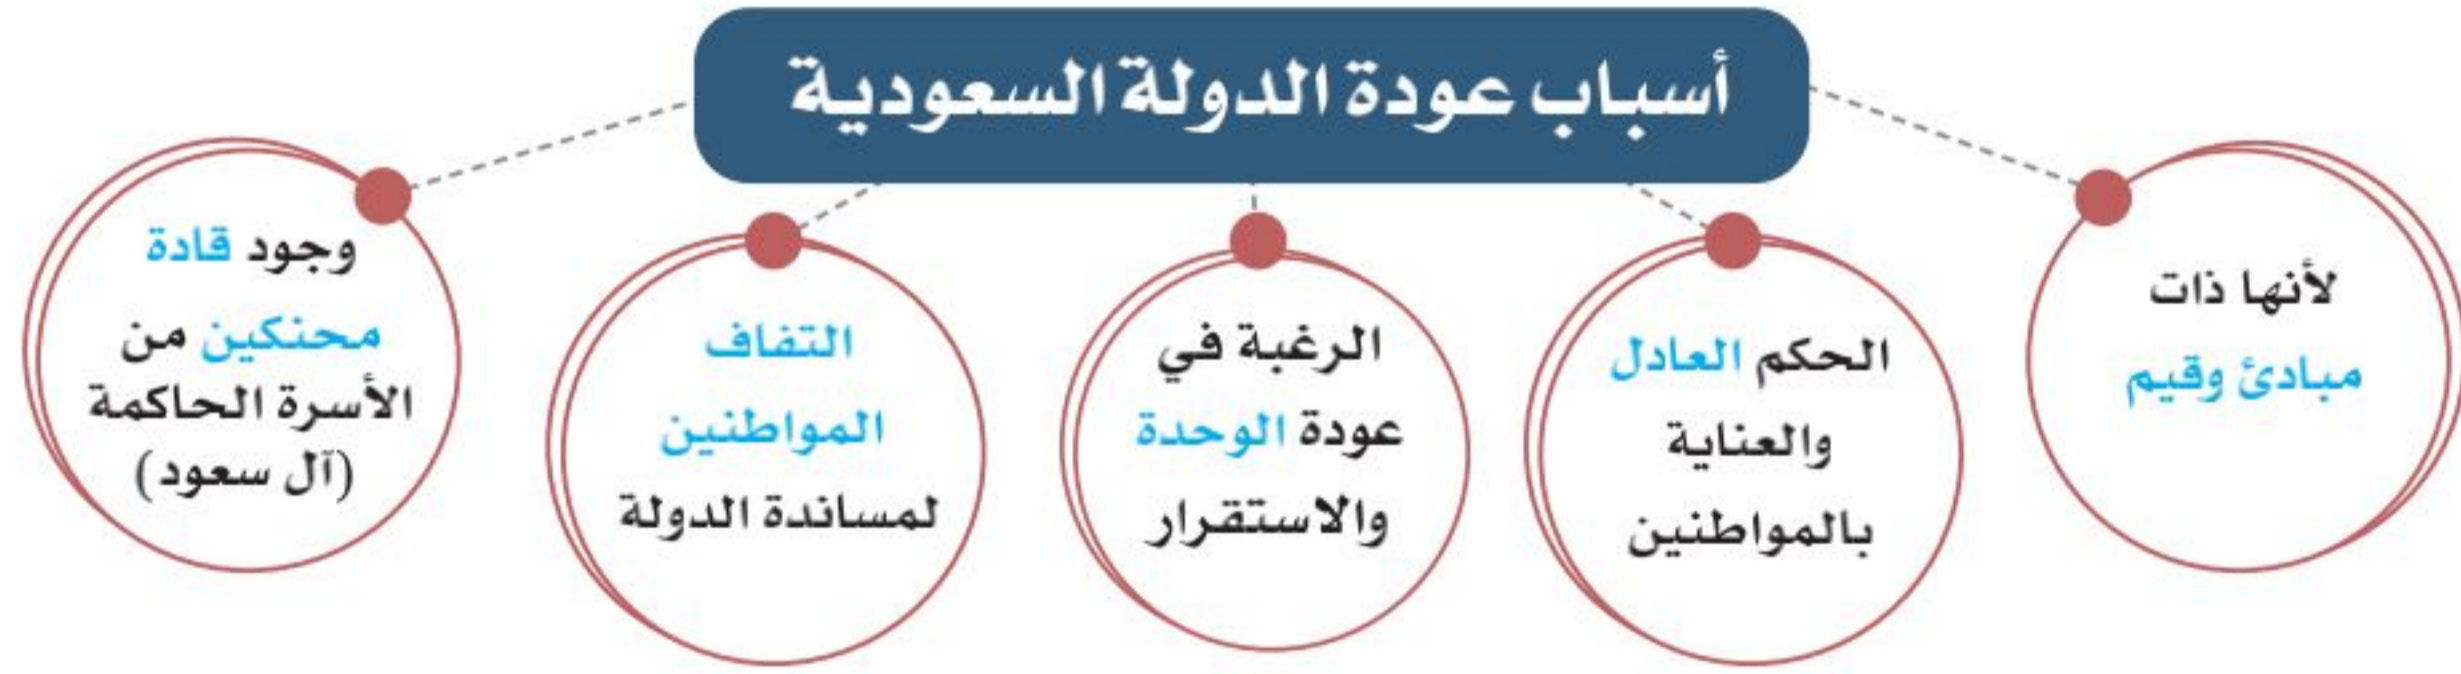 أسباب عودة الدولة السعودية
لأنها ذات
مبادئ وقيم
الحكم العادل
والعناية
بالمواطنين
الرغبة في
عودة الوحدة
والاستقرار
التفاف
المواطنين
لمساندة الدولة
وجود قادة
محنكين من
الأسرة الحاكمة
(آل سعود)